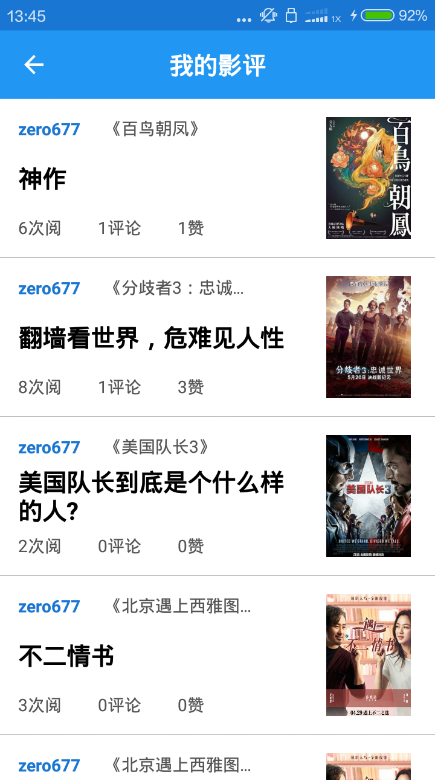 13:45
1X
92%
我的影评
zero677 《百鸟朝凤》
神作
6次阅 1评论 1赞
百鳥朝鳳
zero677 《分歧者3：忠诚...
翻墙看世界，危难见人性
8次阅 1评论 3赞
分歧者3:忠诚世界
zero677 《美国队长3》
美国队长到底是个什么样
的人?
2次阅 0评论 0赞
美国队长3
zero677 《北京遇上西雅图...
不二情书
3次阅 0评论 0赞
不二情书
zero677 《北京遇上西雅图...